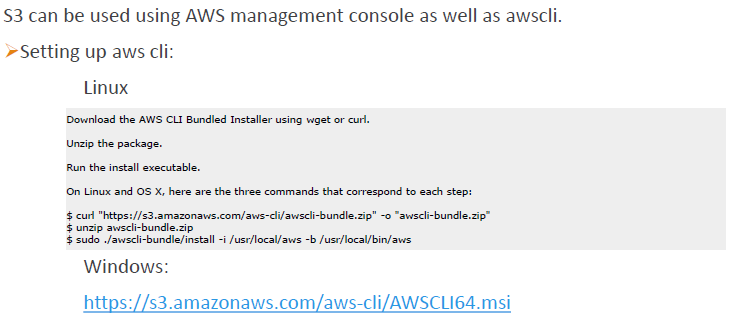 S3 can be used using AWS management console as well as awscli.
Setting up aws cli:
Linux
Download the AWS CLI Bundled Installer using wget or curl.
Unzip the package.
Run the install executable.
On Linux and OS X, here are the three commands that correspond to each step:
$ curl "https://s3.amazonaws.com/aws-cli/awscli-bundle.zip" -o "awscli-bundle.zip"
$ unzip awscli-bundle.zip
$ sudo ./awscli-bundle/install -i /usr/local/aws -b /usr/local/bin/aws
Windows:
https://s3.amazonaws.com/aws-cli/AWSCLI64.msi